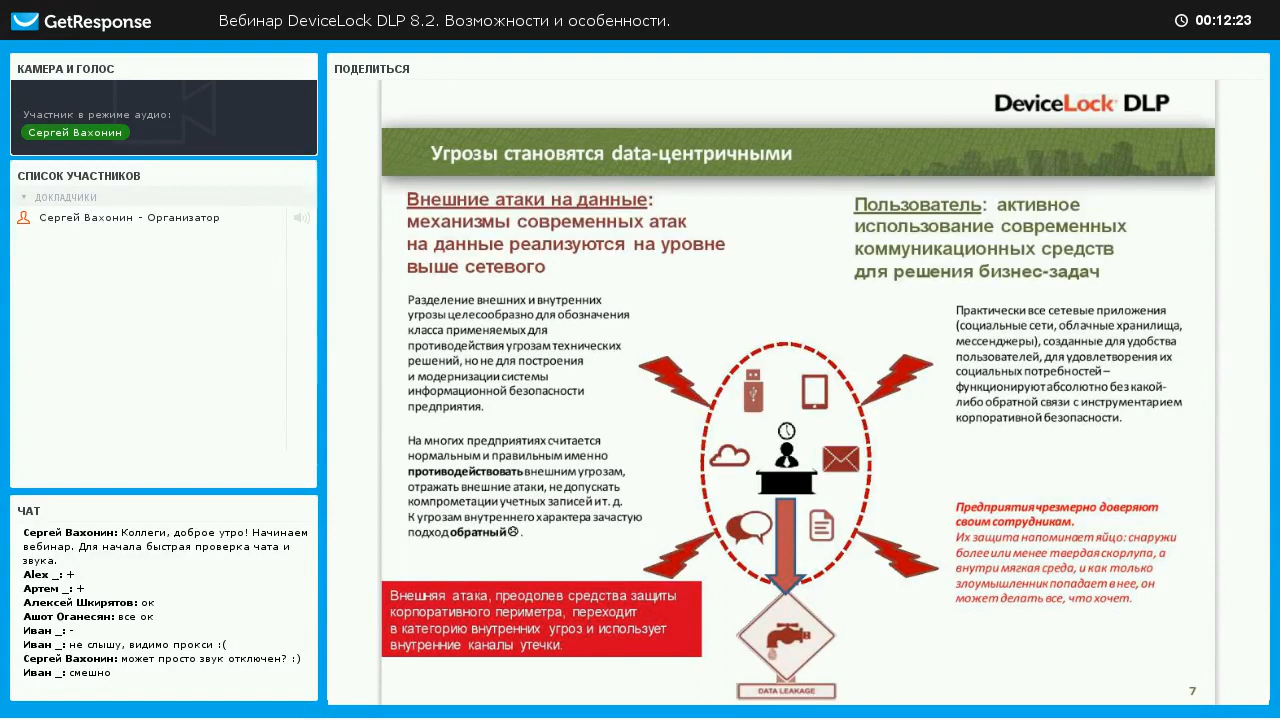 GetResponse
Вебинар DeviceLock DLP 8.2. Возможности и особенности.
00:12:23
КАМЕРА И ГОЛОС
Участник в режиме аудио:
Сергей Вахонин
СПИСОК УЧАСТНИКОВ
ДОКЛАДЧИКИ
Сергей Вахонин - Организатор
ЧАТ
Сергей Вахонин: Коллеги, доброе утро! Начинаем
вебинар. Для начала быстрая проверка чата и
звука.
Alex _: +
Артем _: +
Алексей Шкирятов: ок
Ашот Оганесян: все ок
Иван _: -
Иван _: не слышу, видимо прокси :(
Сергей Вахонин: может просто звук отключен? :)
Иван _: смешно
ПОДЕЛИТЬСЯ
DeviceLock DLP
Угрозы становятся data-центричными
Внешние атаки на данные:
механизмы современных атак
на данные реализуются на уровне
выше сетевого
Разделение внешних и внутренних
угрозы целесообразно для обозначения
класса применяемых для
противодействия угрозам технических
решений, но не для построения
и модернизации системы
информационной безопасности
предприятия.
На многих предприятиях считается
нормальным и правильным именно
противодействовать внешним угрозам,
отражать внешние атаки, не допускать
компрометации учетных записей и т. д.
К угрозам внутреннего характера зачастую
подход обратный☹.
Внешняя атака, преодолев средства защиты
корпоративного периметра, переходит
в категорию внутренних угроз и использует
внутренние каналы утечки.
Пользователь: активное
использование современных
коммуникационных средств
для решения бизнес-задач
Практически все сетевые приложения
(социальные сети, облачные хранилища,
мессенджеры), созданные для удобства
пользователей, для удовлетворения их
социальных потребностей –
функционируют абсолютно без какой-
либо обратной связи с инструментарием
корпоративной безопасности.
Предприятия чрезмерно доверяют
своим сотрудникам.
Их защита напоминает яйцо: снаружи
более или менее твердая скорлупа, а
внутри мягкая среда, и как только
злоумышленник попадает в нее, он
может делать все, что хочет.
DATA LEAKAGE
7